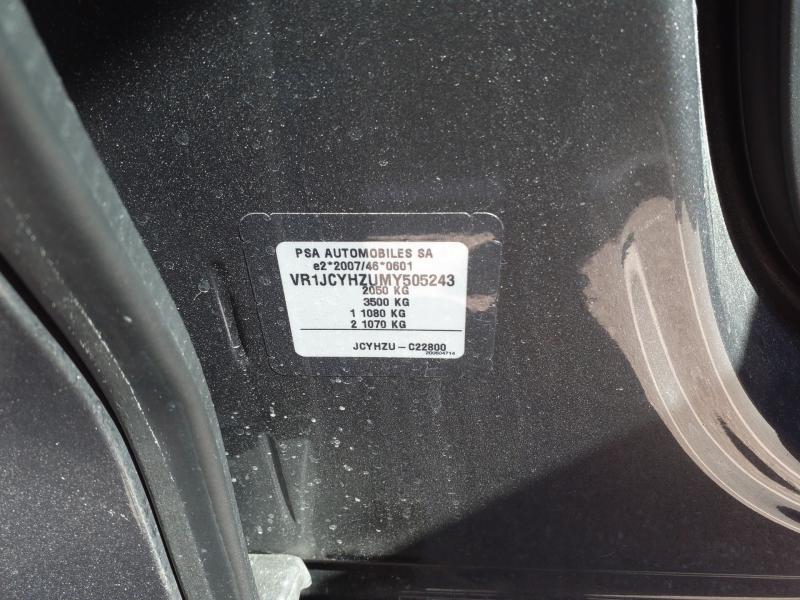 PSA AUTOMOBILES SA
e2*2007/46*0601
VR1JCYHZUMY505243
2050 KG
3500 KG
1 1080 KG
2 1070 KG
JCYHZU - C22800
200604714